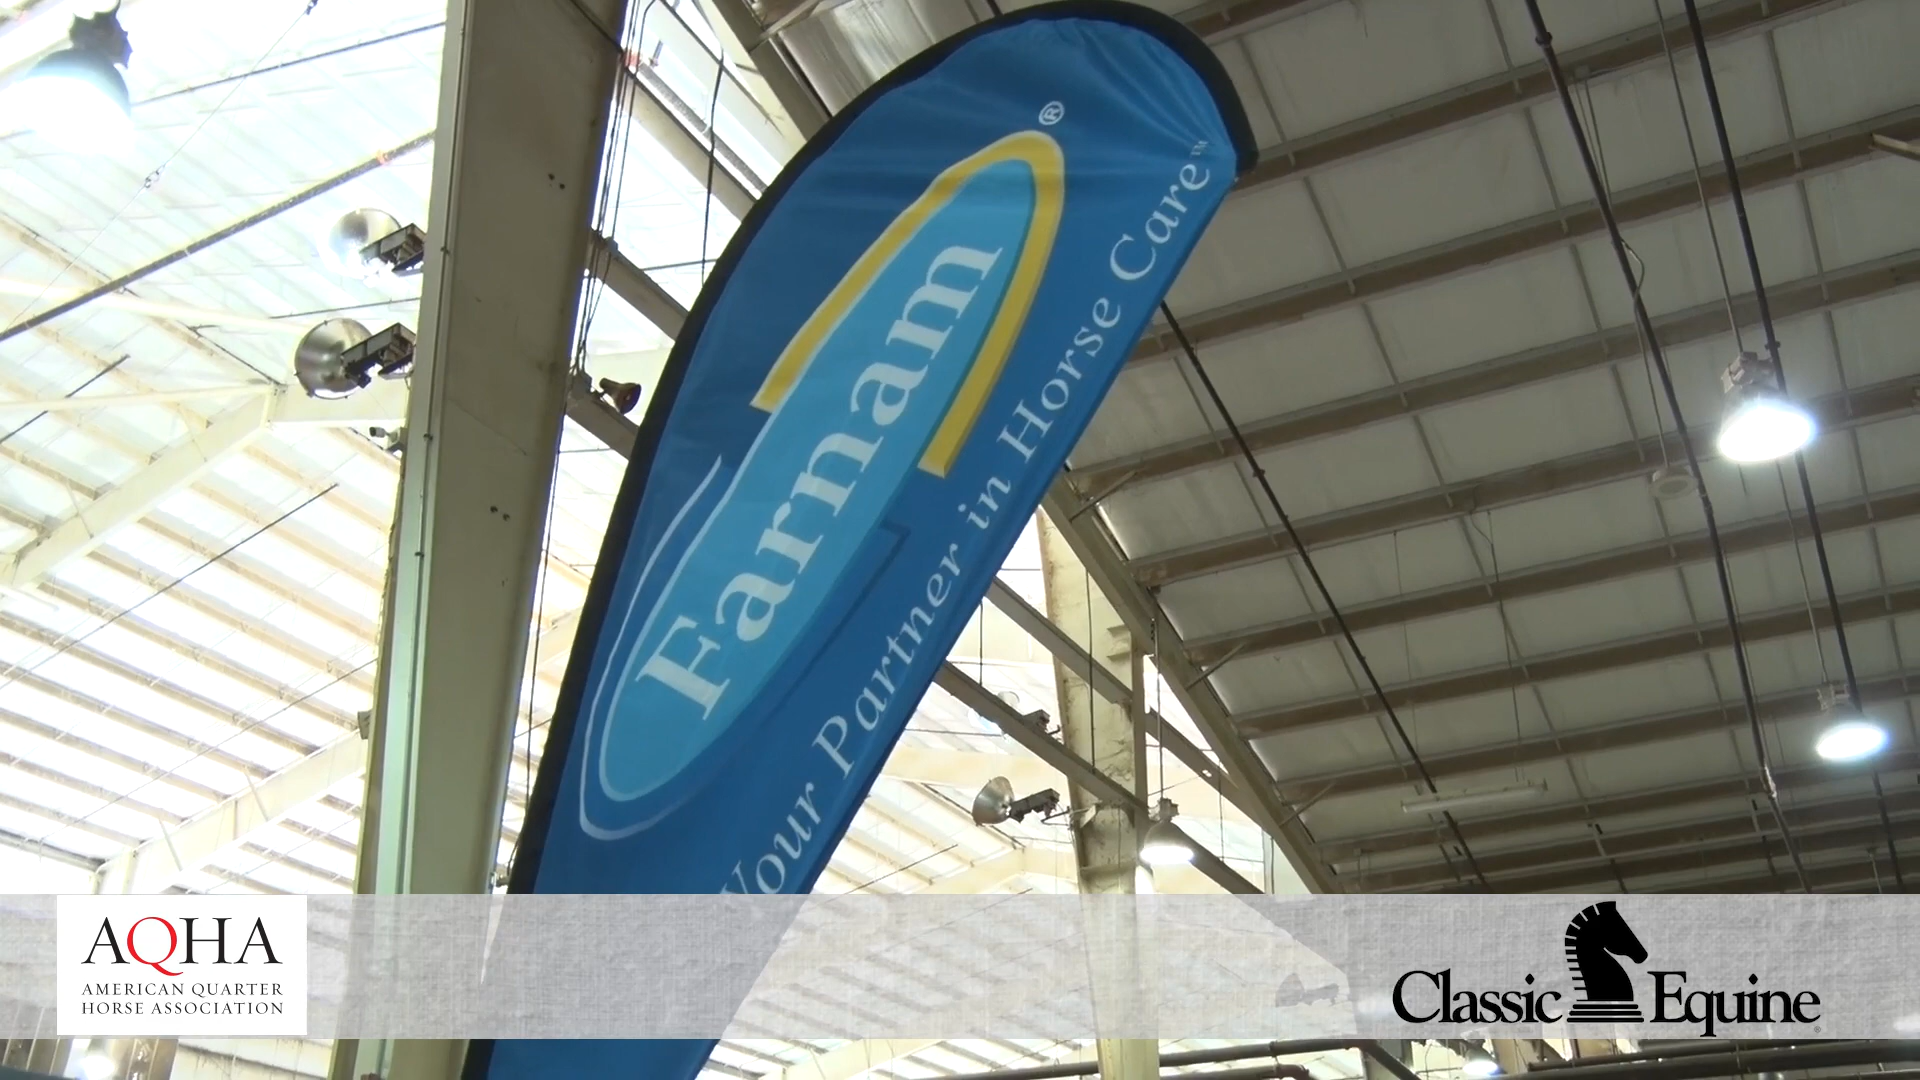 Farnam®
Your Partner in Horse Care™
AQHA
AMERICAN QUARTER
HORSE ASSOCIATION
Classic Equine®